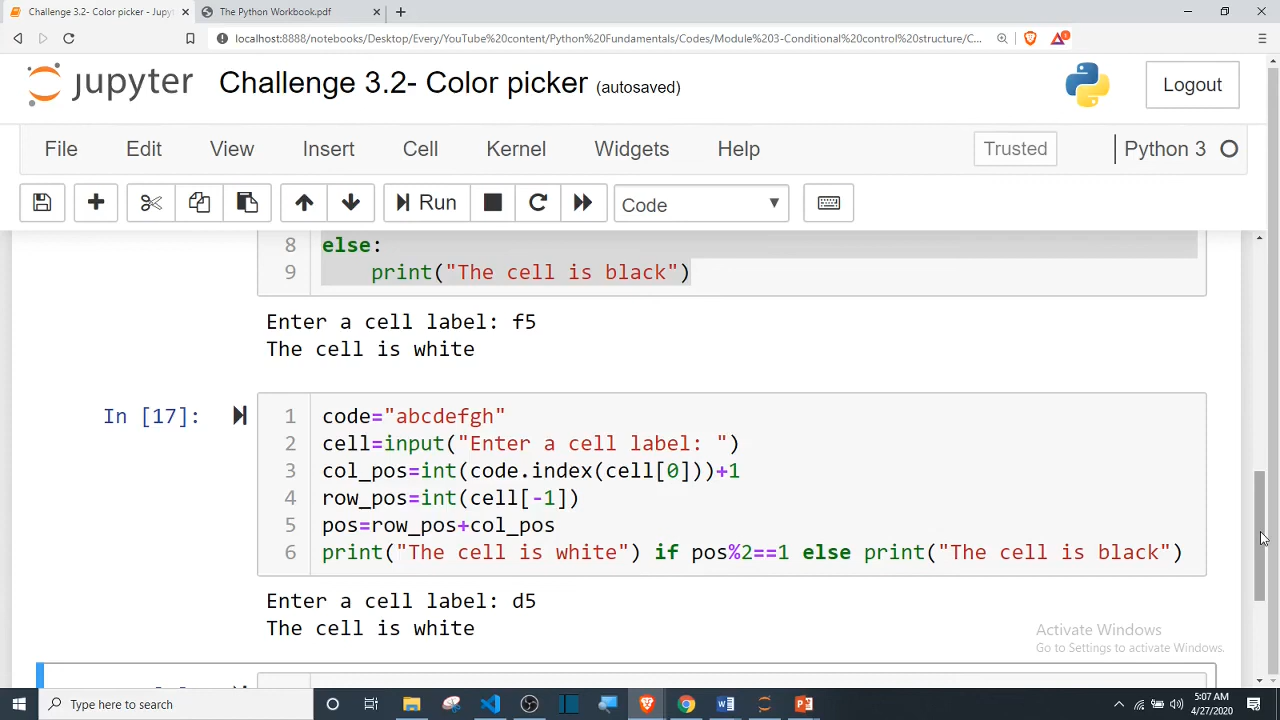 Challenge 3.2- Color picker - Jupyt
The Python Workbook.pdf
localhost:8888/notebooks/Desktop/Every/YouTube%20content/Python%20Fundamentals/Codes/Module%203-Conditional%20control%20structure/C...
jupyter Challenge 3.2- Color picker (autosaved)
Logout
File Edit View Insert Cell Kernel Widgets Help
Trusted
Python 3
Run
Code
8 else:
9 print("The cell is black")
Enter a cell label: f5
The cell is white
In [17]:
1 code="abcdefgh"
2 cell=input("Enter a cell label: ")
3 col_pos=int(code.index(cell[0]))+1
4 row_pos=int(cell[-1])
5 pos=row_pos+col_pos
6 print("The cell is white") if pos%2==1 else print("The cell is black")
Enter a cell label: d5
The cell is white
Activate Windows
Go to Settings to activate Windows.
Type here to search
5:07 AM
4/27/2020